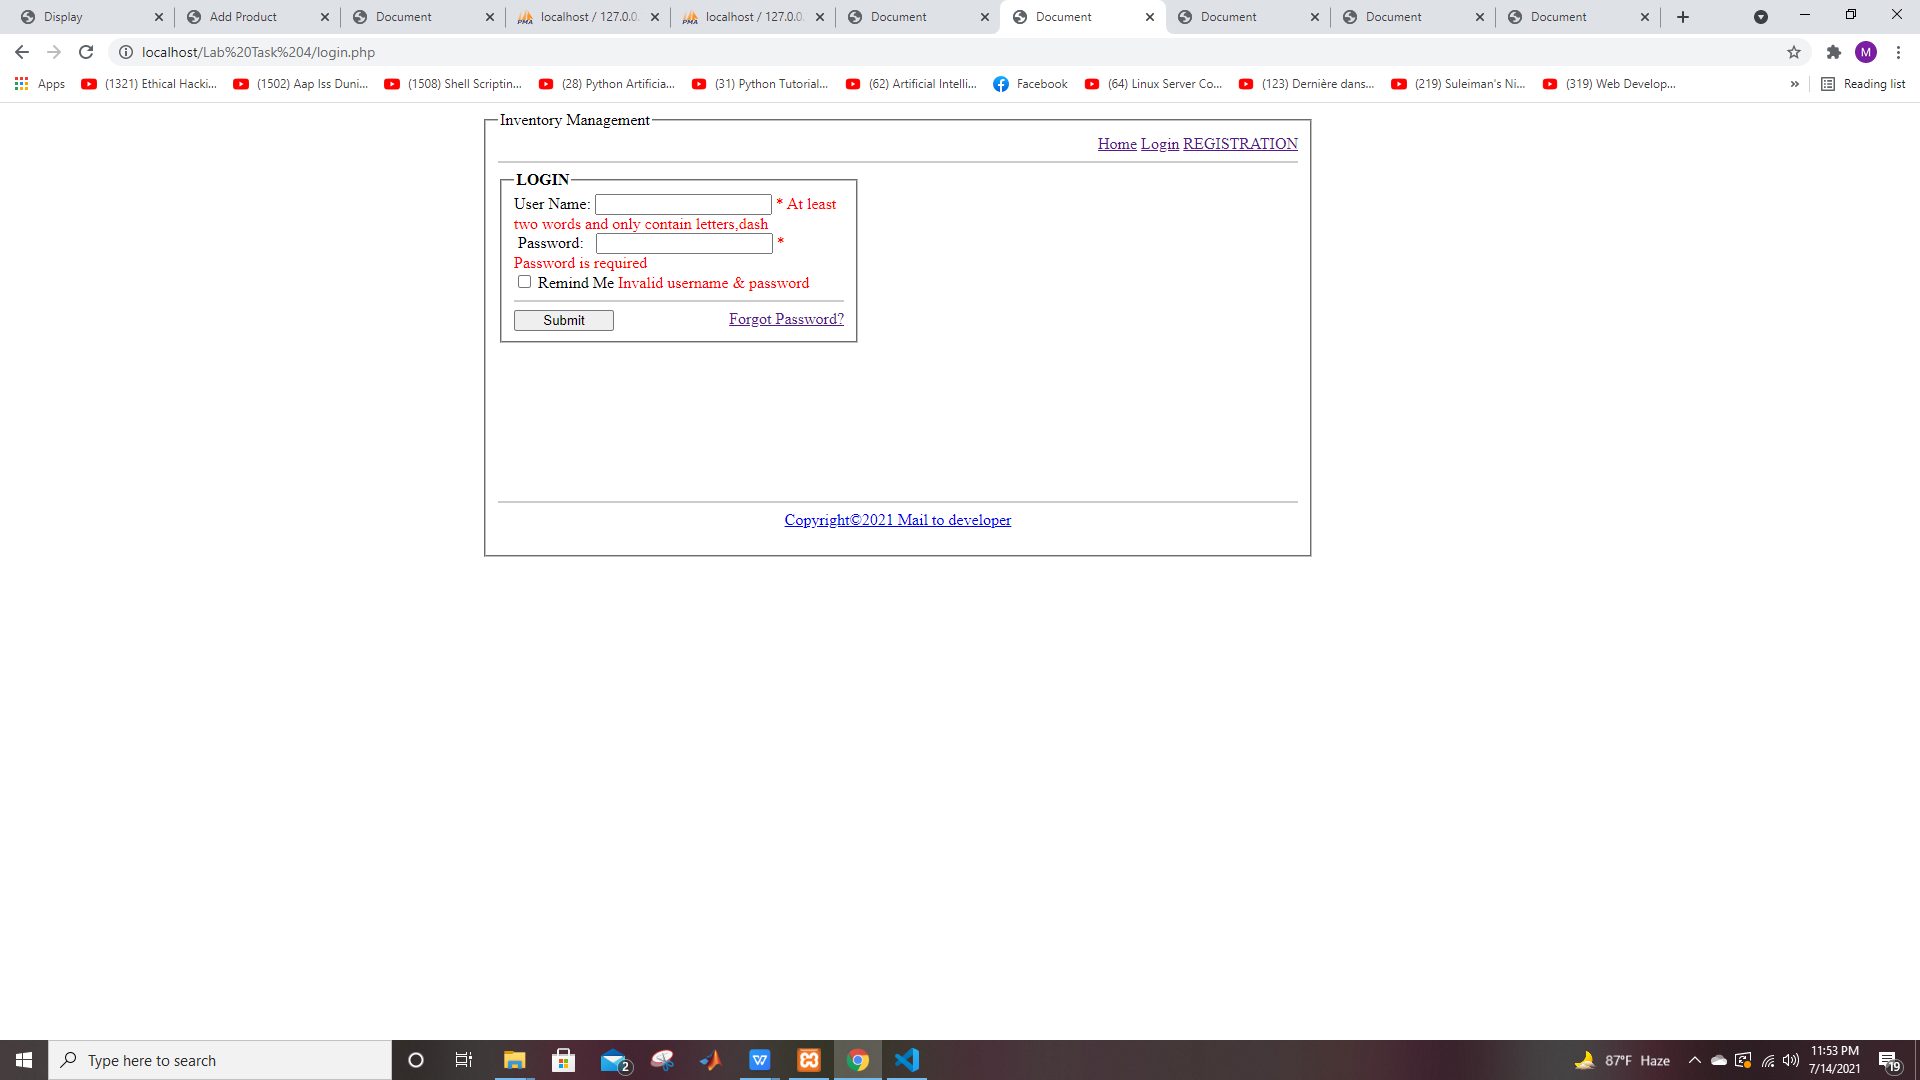 Display
Add Product
Document
localhost / 127.0.0.
localhost / 127.0.0.
Document
Document
Document
Document
Document
localhost/Lab%20Task%204/login.php
M
Apps
(1321) Ethical Hacki...
(1502) Aap Iss Duni...
(1508) Shell Scriptin...
(28) Python Artificia...
(31) Python Tutorial...
(62) Artificial Intelli...
Facebook
(64) Linux Server Co...
(123) Dernière dans...
(219) Suleiman's Ni...
(319) Web Develop...
»
Reading list
Inventory Management
Home Login REGISTRATION
LOGIN
User Name: * At least
two words and only contain letters,dash
Password: *
Password is required
Remind Me Invalid username & password
Submit
Forgot Password?
Copyright©2021 Mail to developer
Type here to search
2
87°F Haze
11:53 PM
7/14/2021
19